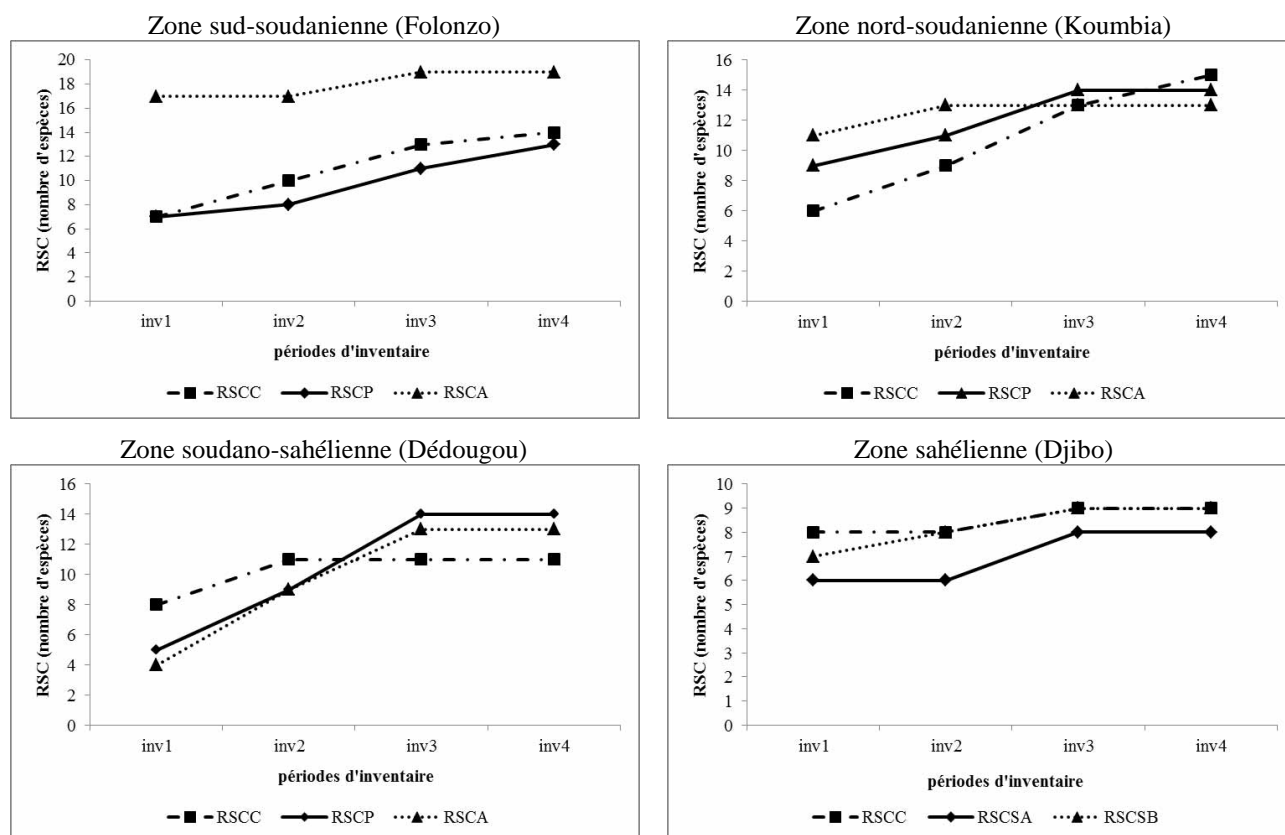 Zone sud-soudanienne (Folonzo)
RSC (nombre d'espèces)
20
18
16
14
12
10
8
6
4
2
0
inv1 inv2 inv3 inv4
périodes d'inventaire
RSCC RSCP RSCA
Zone nord-soudanienne (Koumbia)
RSC (nombre d'espèces)
16
14
12
10
8
6
4
2
0
inv1 inv2 inv3 inv4
périodes d'inventaire
RSCC RSCP RSCA
Zone soudano-sahélienne (Dédougou)
RSC (nombre d'espèces)
16
14
12
10
8
6
4
2
0
inv1 inv2 inv3 inv4
périodes d'inventaire
RSCC RSCP RSCA
Zone sahélienne (Djibo)
RSC (nombre d'espèces)
10
9
8
7
6
5
4
3
2
1
0
inv1 inv2 inv3 inv4
périodes d'inventaire
RSCC RSCSA RSCSB